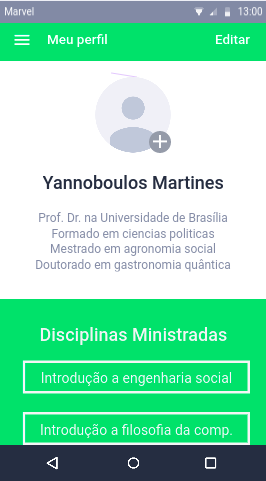 Marvel 13:00
Meu perfil Editar
Yannoboulos Martines
Prof. Dr. na Universidade de Brasília
Formado em ciencias politicas
Mestrado em agronomia social
Doutorado em gastronomia quântica
Disciplinas Ministradas
Introdução a engenharia social
Introdução a filosofia da comp.